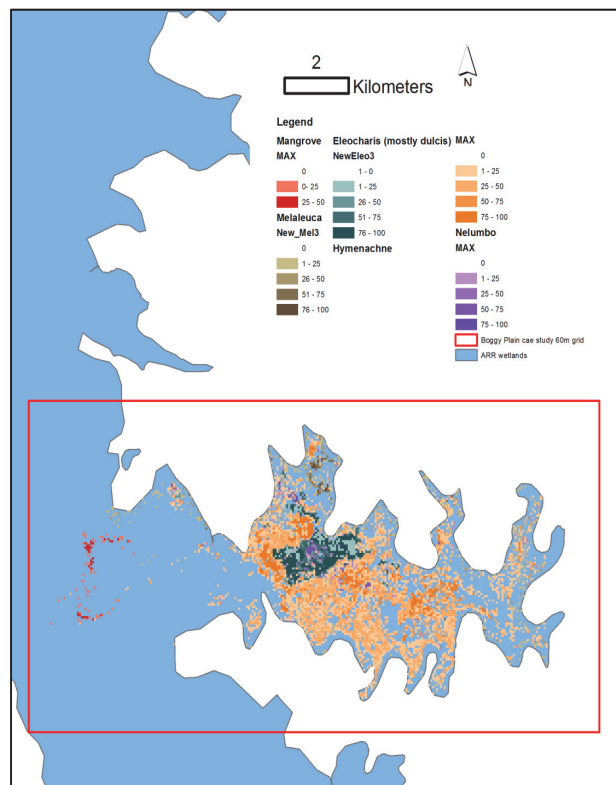 2
Kilometers
N
Legend
Mangrove
MAX
0
0- 25
25 - 50
Melaleuca
New_Mel3
0
1 - 25
26 - 50
51 - 75
76 - 100
Eleocharis (mostly dulcis)
NewEleo3
1 - 0
1 - 25
26 - 50
51 - 75
76 - 100
Hymenachne
MAX
0
1 - 25
25 - 50
50 - 75
75 - 100
Nelumbo
MAX
0
1 - 25
25 - 50
50 - 75
75 - 100
Boggy Plain cae study 60m grid
ARR wetlands